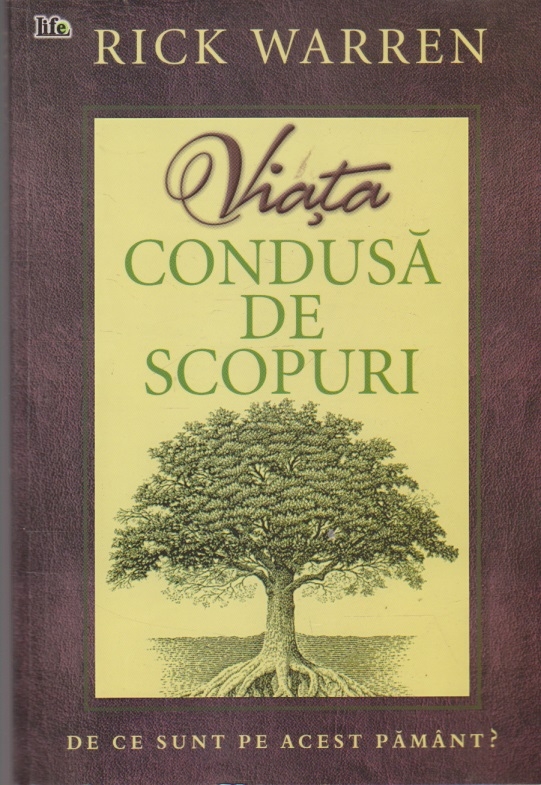 life
RICK WARREN
Viața
CONDUSĂ
DE
SCOPURI
DE CE SUNT PE ACEST PĂMÂNT?